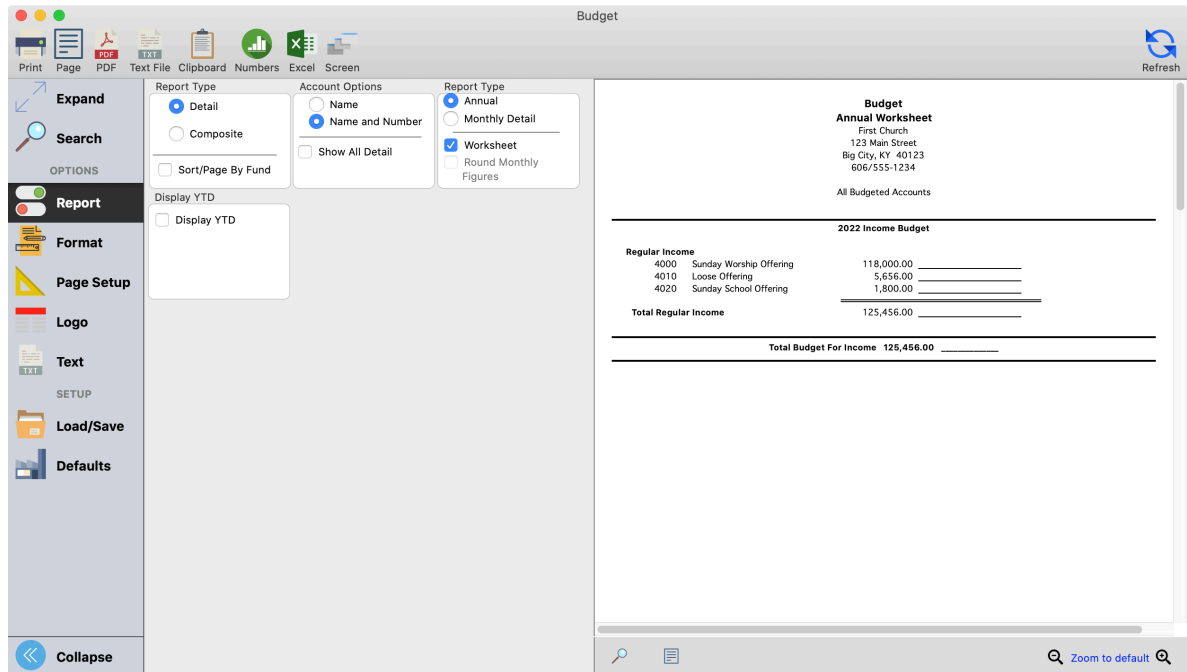 Budget
Print Page PDF Text File Clipboard Numbers Excel Screen Refresh
PDF
TXT
Expand
Search
OPTIONS
Report
Format
Page Setup
Logo
Text
TXT
SETUP
Load/Save
Defaults
Collapse
Report Type
Detail
Composite
Sort/Page By Fund
Account Options
Name
Name and Number
Show All Detail
Report Type
Annual
Monthly Detail
Worksheet
Round Monthly
Figures
Display YTD
Display YTD
Budget
Annual Worksheet
First Church
123 Main Street
Big City, KY 40123
606/555-1234
All Budgeted Accounts
2022 Income Budget
Regular Income
4000 Sunday Worship Offering 118,000.00
4010 Loose Offering 5,656.00
4020 Sunday School Offering 1,800.00
Total Regular Income 125,456.00
Total Budget For Income 125,456.00 ____________
Zoom to default